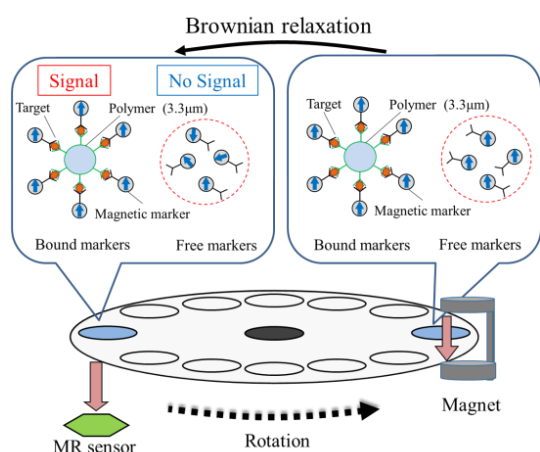 Brownian relaxation
Signal
No Signal
Target
Polymer (3.3μm)
Magnetic marker
Bound markers
Free markers
Target
Polymer (3.3μm)
Magnetic marker
Bound markers
Free markers
MR sensor
Rotation
Magnet